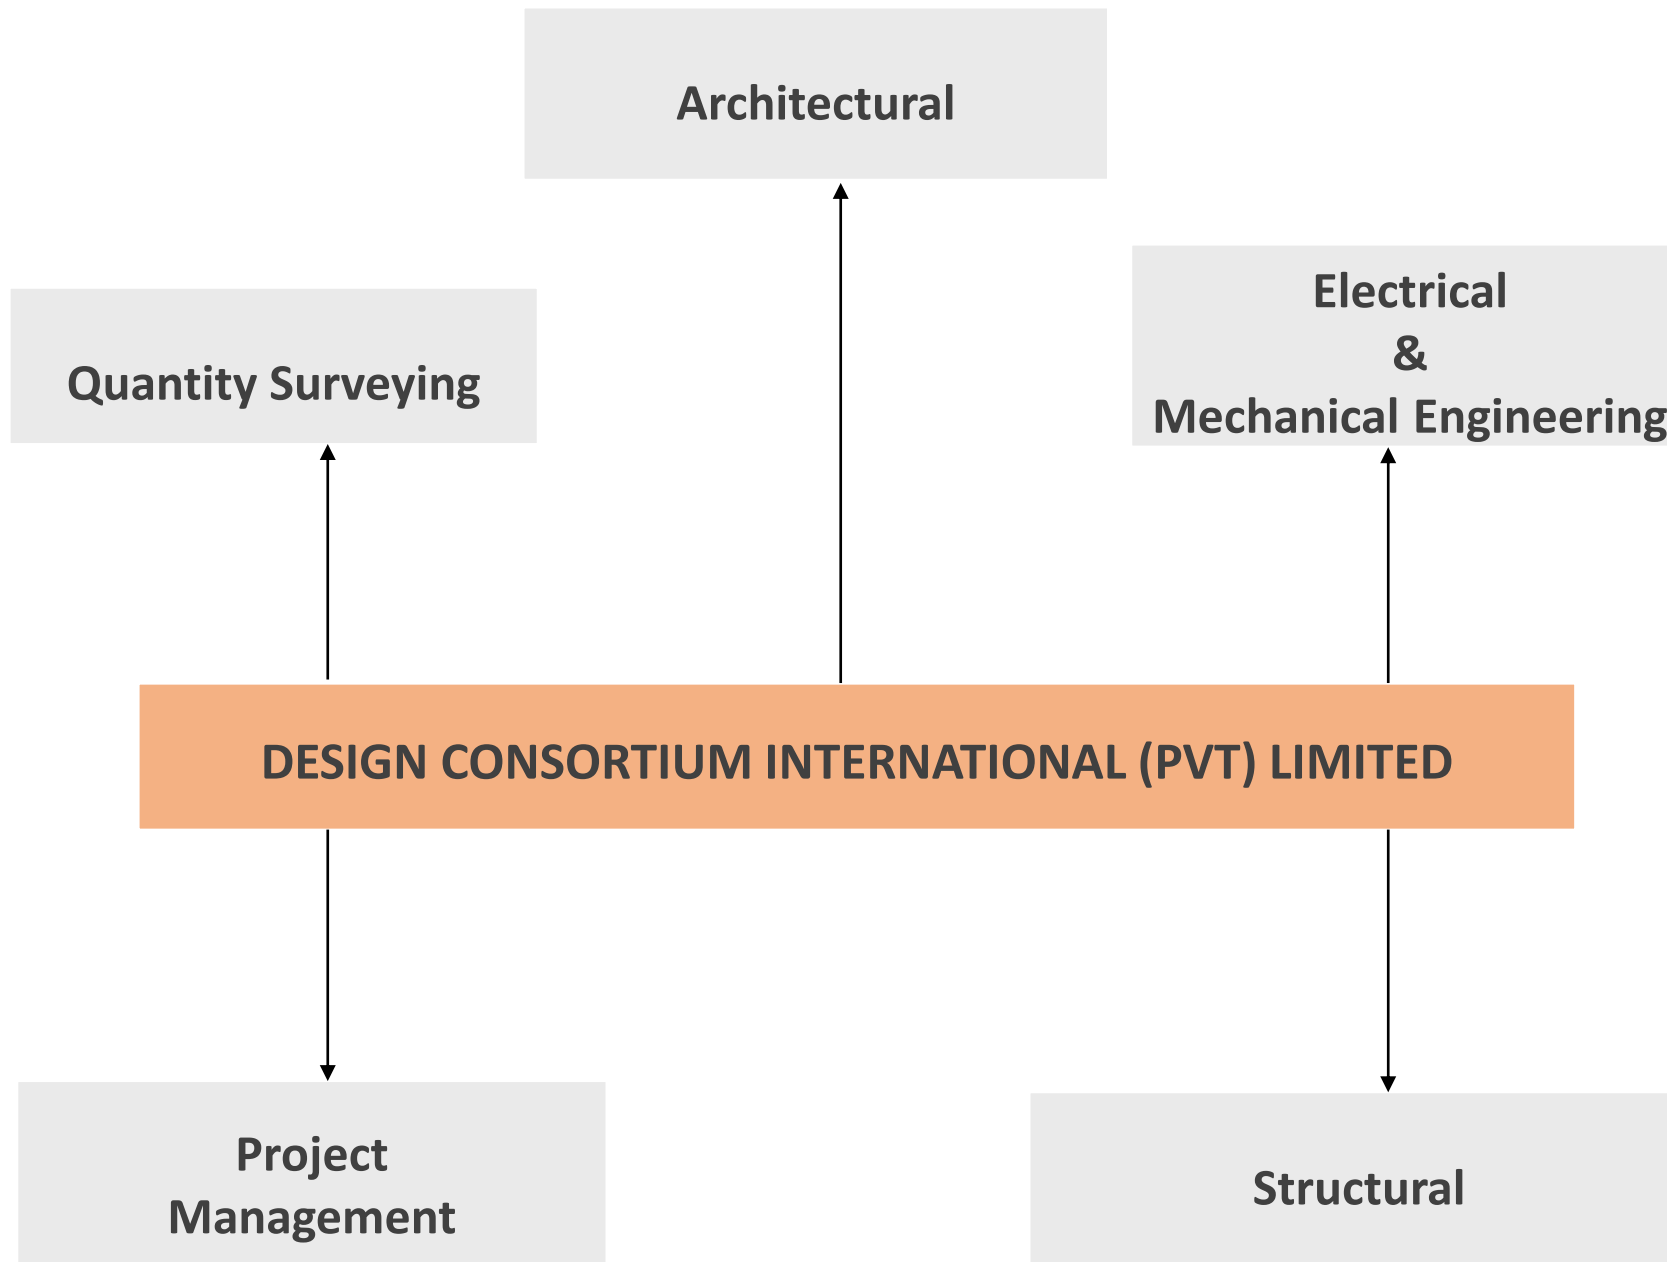 Architectural
Electrical
&
Mechanical Engineering
Quantity Surveying
DESIGN CONSORTIUM INTERNATIONAL (PVT) LIMITED
Project
Management
Structural